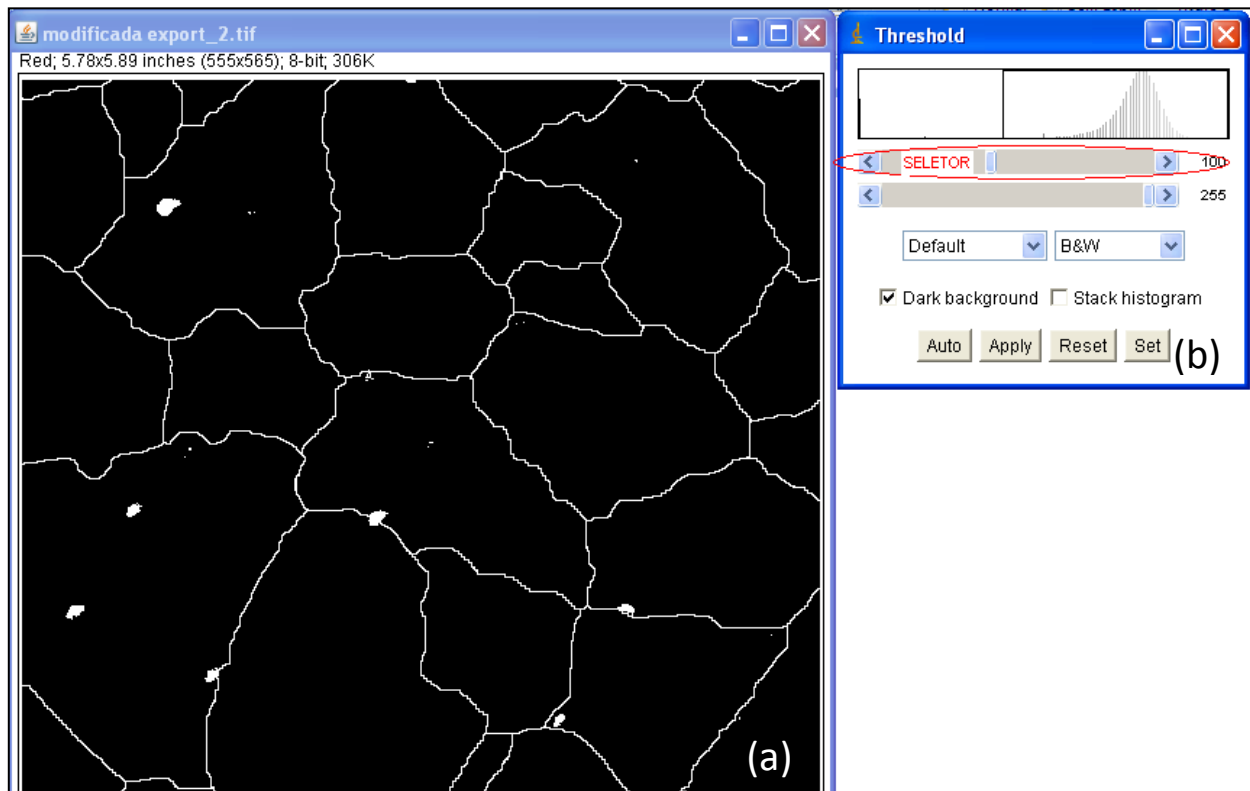 modificada export_2.tif
Red; 5.78x5.89 inches (555x565); 8-bit; 306K
(a)
Threshold
SELETOR
100
255
Default
B&W
Dark background
Stack histogram
Auto
Apply
Reset
Set
(b)